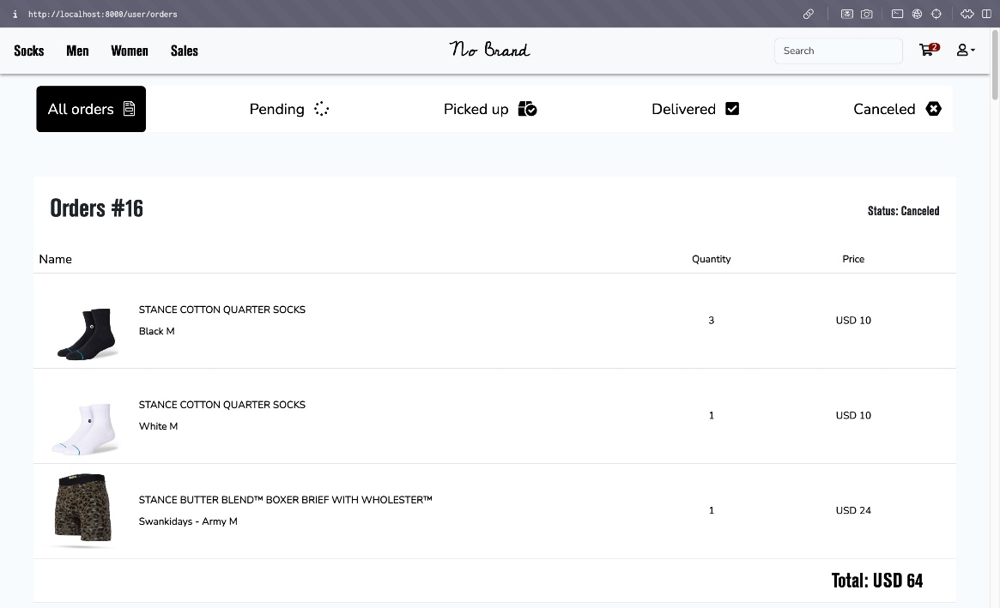 http://localhost:8000/user/orders
Socks Men Women Sales No Brand Search 2
All orders Pending Picked up Delivered Canceled
Orders #16 Status: Canceled
Name Quantity Price
STANCE COTTON QUARTER SOCKS
Black M
3 USD 10
STANCE COTTON QUARTER SOCKS
White M
1 USD 10
STANCE BUTTER BLEND™ BOXER BRIEF WITH WHOLESTER™
Swankidays - Army M
1 USD 24
Total: USD 64